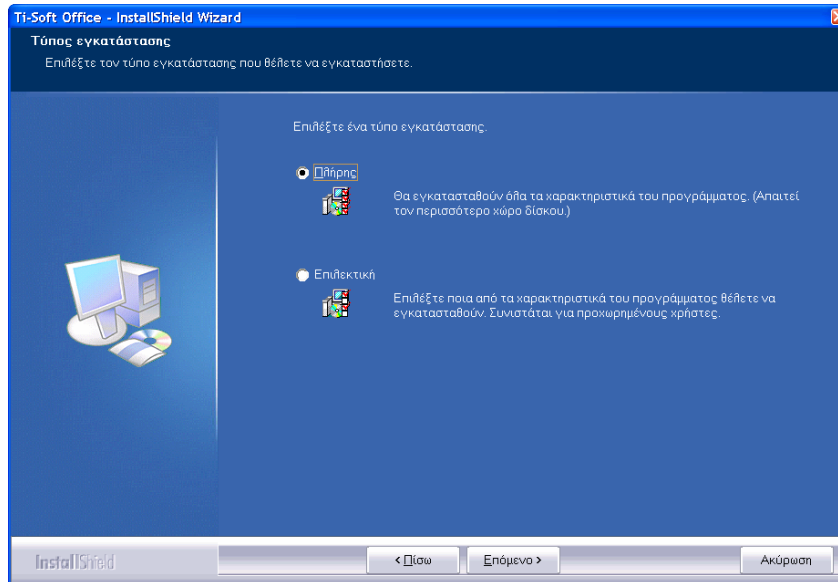 Ti-Soft Office - InstallShield Wizard
Τύπος εγκατάστασης
Επιλέξτε τον τύπο εγκατάστασης που θέλετε να εγκαταστήσετε.
Επιλέξτε ένα τύπο εγκατάστασης.
Πλήρης
Θα εγκατασταθούν όλα τα χαρακτηριστικά του προγράμματος. (Απαιτεί
τον περισσότερο χώρο δίσκου.)
Επιλεκτική
Επιλέξτε ποια από τα χαρακτηριστικά του προγράμματος θέλετε να
εγκατασταθούν. Συνιστάται για προχωρημένους χρήστες.
InstallShield
< Πίσω
Επόμενο >
Ακύρωση